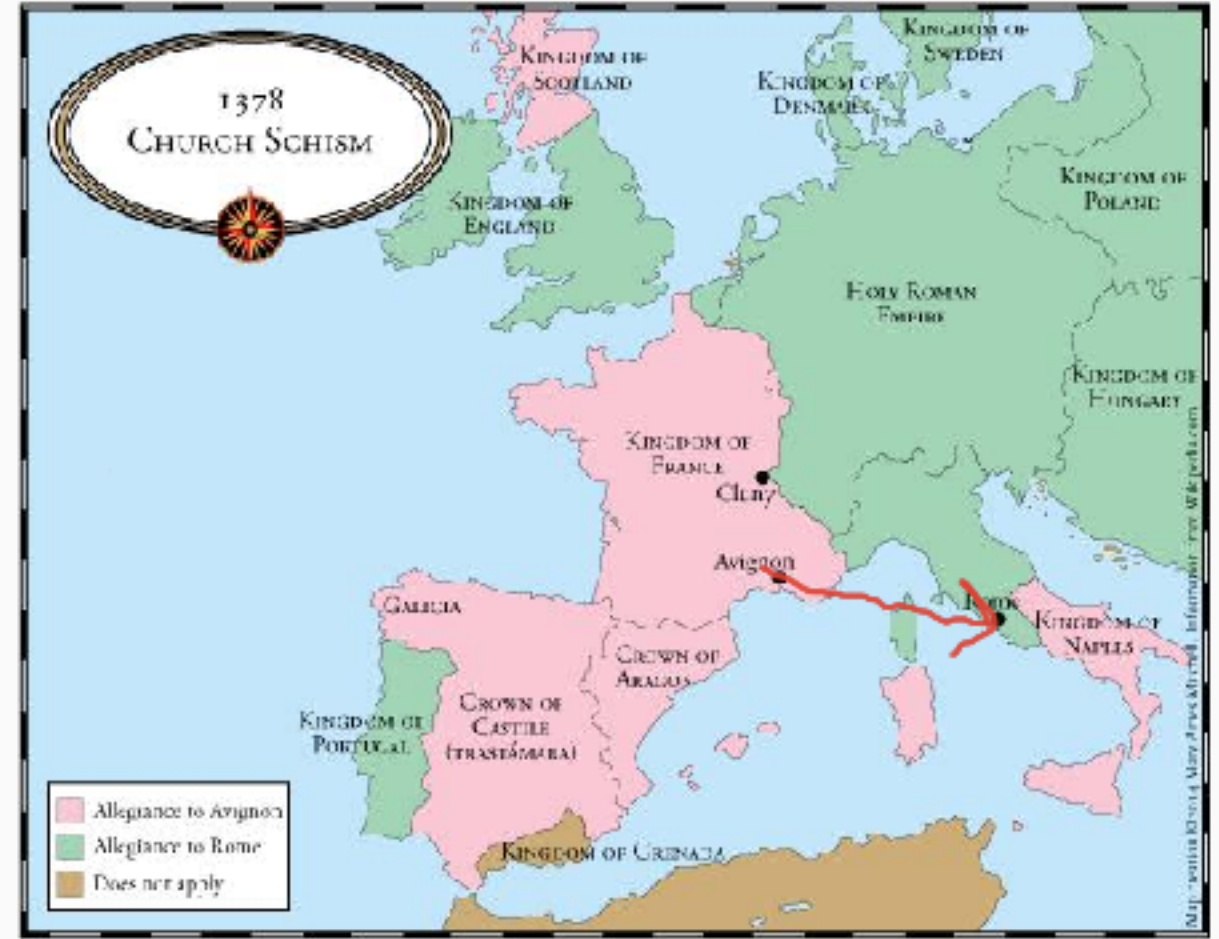 1378
CHURCH SCHISM
KINGDOM OF
SCOTLAND
KINGDOM OF
SWEDEN
KINGDOM OF
DENMARK
KINGDOM OF
POLAND
KINGDOM OF
ENGLAND
HOLY ROMAN
EMPIRE
KINGDOM OF
HUNGARY
KINGDOM OF
FRANCE
Cluny
Avignon
Rome
GALICIA
KINGDOM OF
NAPLES
CROWN OF
ARAGON
CROWN OF
CASTILE
(TRASTÁMARA)
KINGDOM OF
PORTUGAL
KINGDOM OF GRENADA
Allegiance to Avignon
Allegiance to Rome
Does not apply